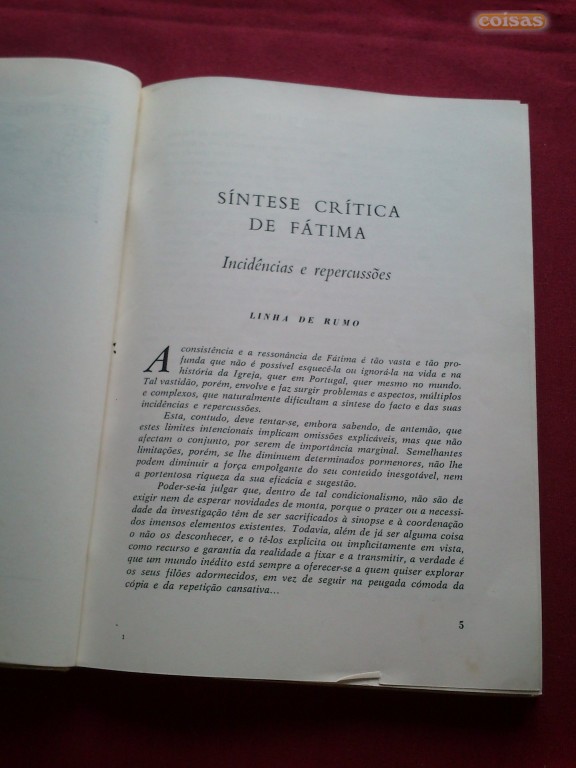 coisas
SÍNTESE CRÍTICA
DE FÁTIMA
Incidências e repercussões
LINHA DE RUMO
A consistência e a ressonância de Fátima é tão vasta e tão pro-
funda que não é possível esquecê-la ou ignorá-la na vida e na
história da Igreja, quer em Portugal, quer mesmo no mundo.
Tal vastidão, porém, envolve e faz surgir problemas e aspectos, múltiplos
e complexos, que naturalmente dificultam a síntese do facto e das suas
incidências e repercussões.
Esta, contudo, deve tentar-se, embora sabendo, de antemão, que
estes limites intencionais implicam omissões explicáveis, mas que não
afectam o conjunto, por serem de importância marginal. Semelhantes
limitações, porém, se lhe diminuem determinados pormenores, não lhe
podem diminuir a força empolgante do seu conteúdo inesgotável, nem
a portentosa riqueza da sua eficácia e sugestão.
Poder-se-ia julgar que, dentro de tal condicionalismo, não são de
exigir nem de esperar novidades de monta, porque o prazer ou a necessi-
dade da investigação têm de ser sacrificados à sinopse e à coordenação
dos imensos elementos existentes. Todavia, além de já ser alguma coisa
o não os desconhecer, e o tê-los explícita ou implìcitamente em vista,
como recurso e garantia da realidade a fixar e a transmitir, a verdade é
que um mundo inédito está sempre a oferecer-se a quem quiser explorar
os seus filões adormecidos, em vez de seguir na peugada cómoda da
cópia e da repetição cansativa...
5
1